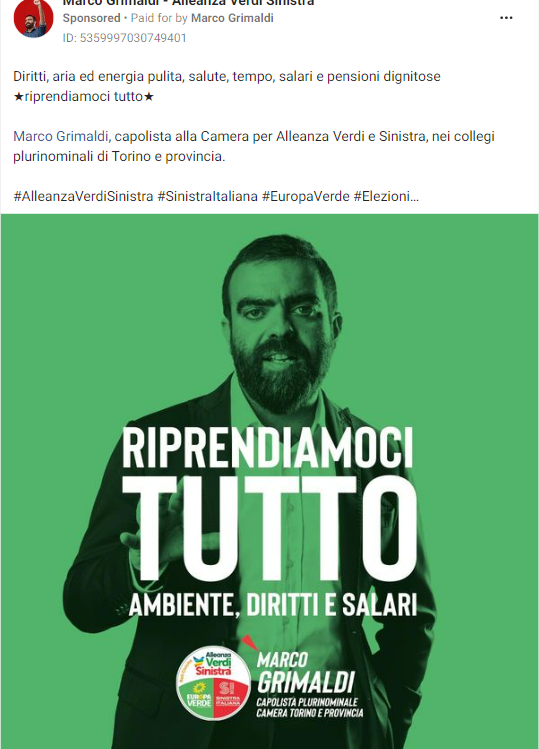 Marco Grimaldi - Alleanza Verdi Sinistra
Sponsored • Paid for by Marco Grimaldi
ID: 5359997030749401
Diritti, aria ed energia pulita, salute, tempo, salari e pensioni dignitose
★riprendiamoci tutto★
Marco Grimaldi, capolista alla Camera per Alleanza Verdi e Sinistra, nei collegi
plurinominali di Torino e provincia.
#AlleanzaVerdiSinistra #SinistraItaliana #EuropaVerde #Elezioni...
RIPRENDIAMOCI
TUTTO
AMBIENTE, DIRITTI E SALARI
Alleanza
Verdi
Sinistra
EUROPA
VERDE
SI
SINISTRA
ITALIANA
MARCO
GRIMALDI
CAPOLISTA PLURINOMINALE
CAMERA TORINO E PROVINCIA